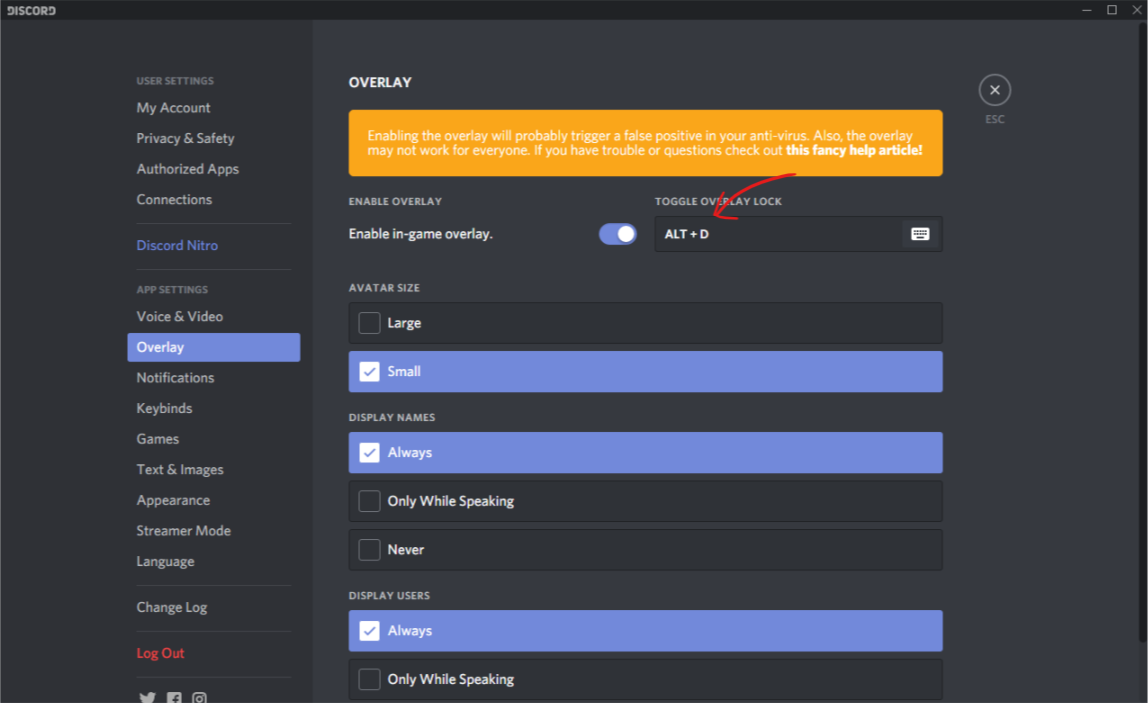 DISCORD
USER SETTINGS
My Account
Privacy & Safety
Authorized Apps
Connections
Discord Nitro
APP SETTINGS
Voice & Video
Overlay
Notifications
Keybinds
Games
Text & Images
Appearance
Streamer Mode
Language
Change Log
Log Out
OVERLAY
ESC
Enabling the overlay will probably trigger a false positive in your anti-virus. Also, the overlay
may not work for everyone. If you have trouble or questions check out this fancy help article!
ENABLE OVERLAY
Enable in-game overlay.
TOGGLE OVERLAY LOCK
ALT + D
AVATAR SIZE
Large
Small
DISPLAY NAMES
Always
Only While Speaking
Never
DISPLAY USERS
Always
Only While Speaking